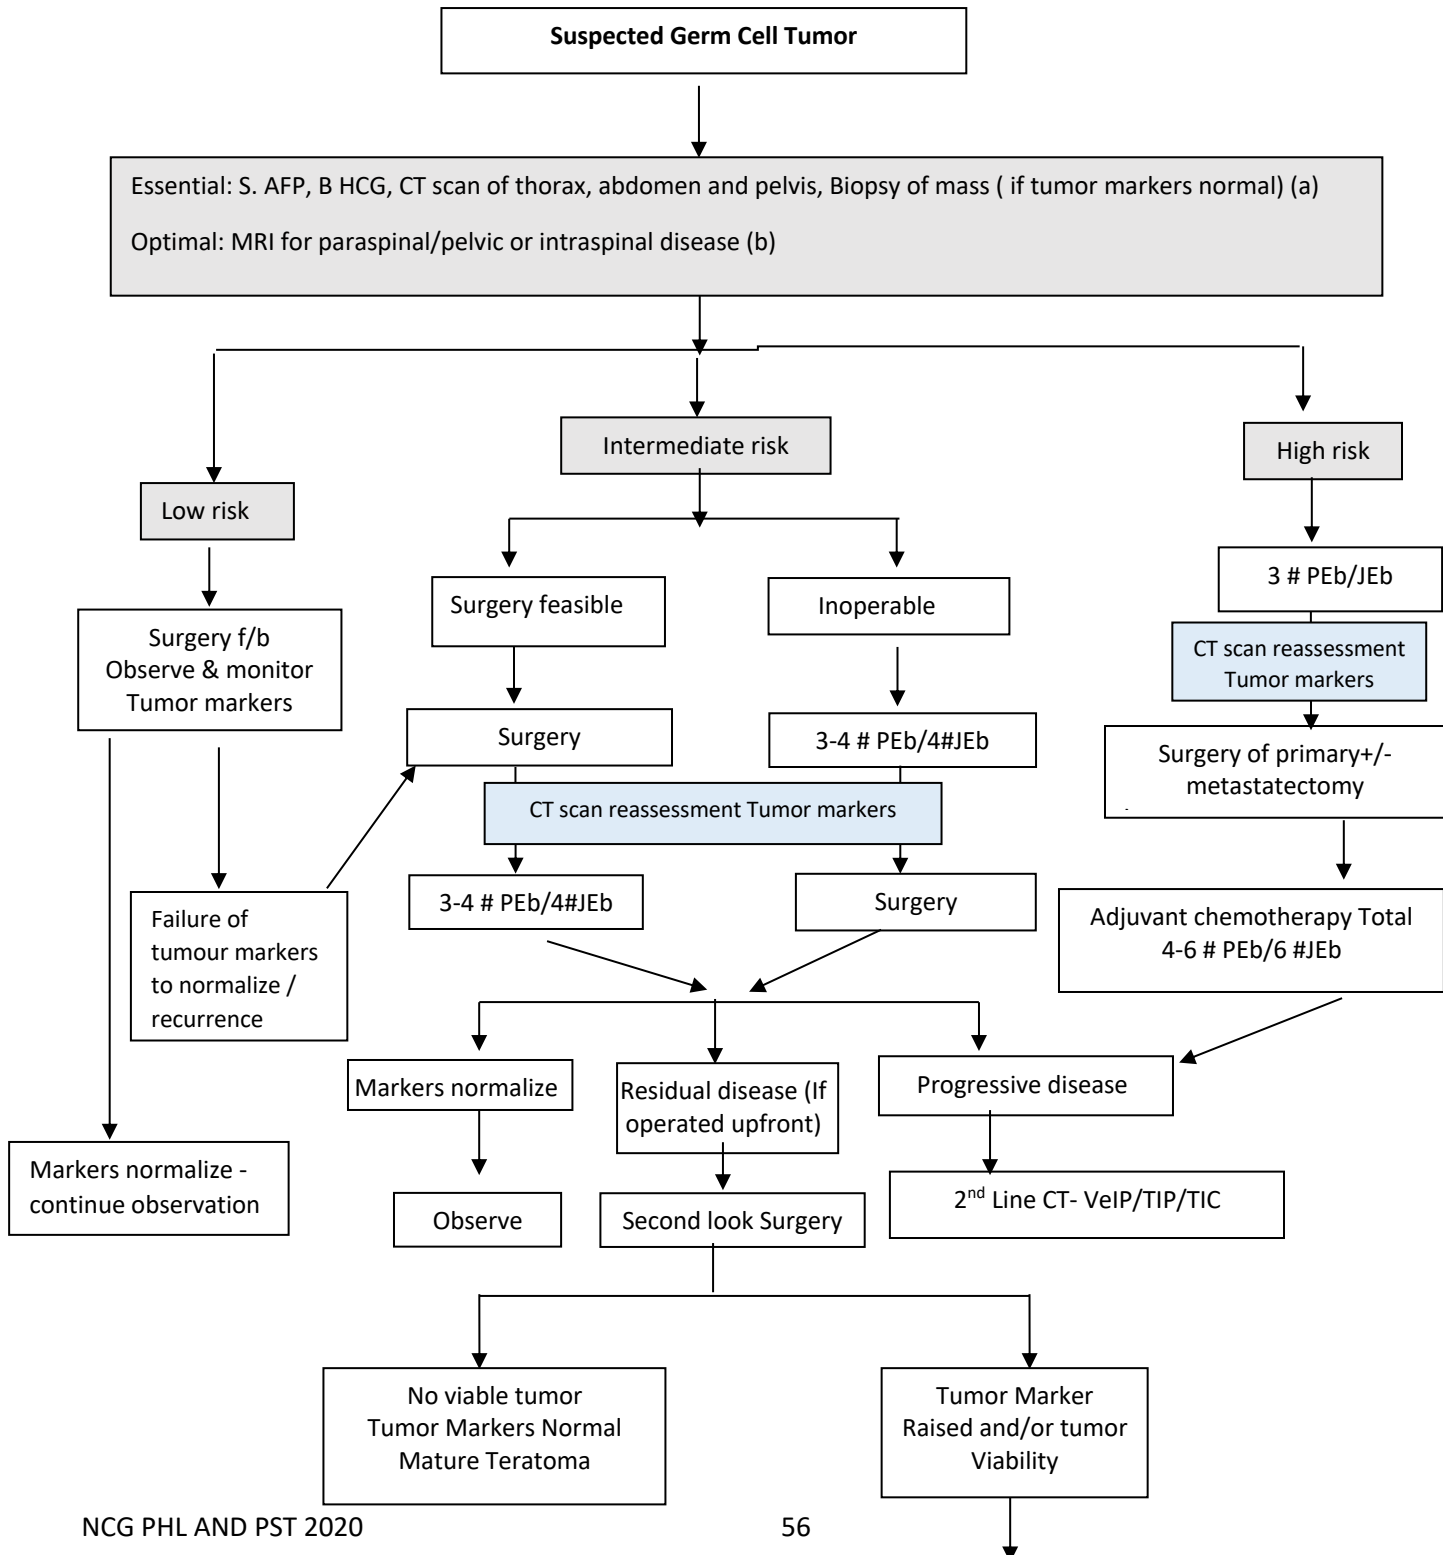 Suspected Germ Cell Tumor
Essential: S. AFP, B HCG, CT scan of thorax, abdomen and pelvis, Biopsy of mass ( if tumor markers normal) (a)
Optimal: MRI for paraspinal/pelvic or intraspinal disease (b)
Low risk
Intermediate risk
High risk
Surgery f/b
Observe & monitor
Tumor markers
Surgery feasible
Inoperable
3 # PEb/JEb
CT scan reassessment
Tumor markers
Surgery
3-4 # PEb/4#JEb
Surgery of primary+/-
metastatectomy
.
CT scan reassessment Tumor markers
3-4 # PEb/4#JEb
Surgery
Adjuvant chemotherapy Total
4-6 # PEb/6 #JEb
Failure of
tumour markers
to normalize /
recurrence
Markers normalize
Residual disease (If
operated upfront)
Progressive disease
Markers normalize -
continue observation
Observe
Second look Surgery
2nd Line CT- VeIP/TIP/TIC
No viable tumor
Tumor Markers Normal
Mature Teratoma
Tumor Marker
Raised and/or tumor
Viability
NCG PHL AND PST 2020
56